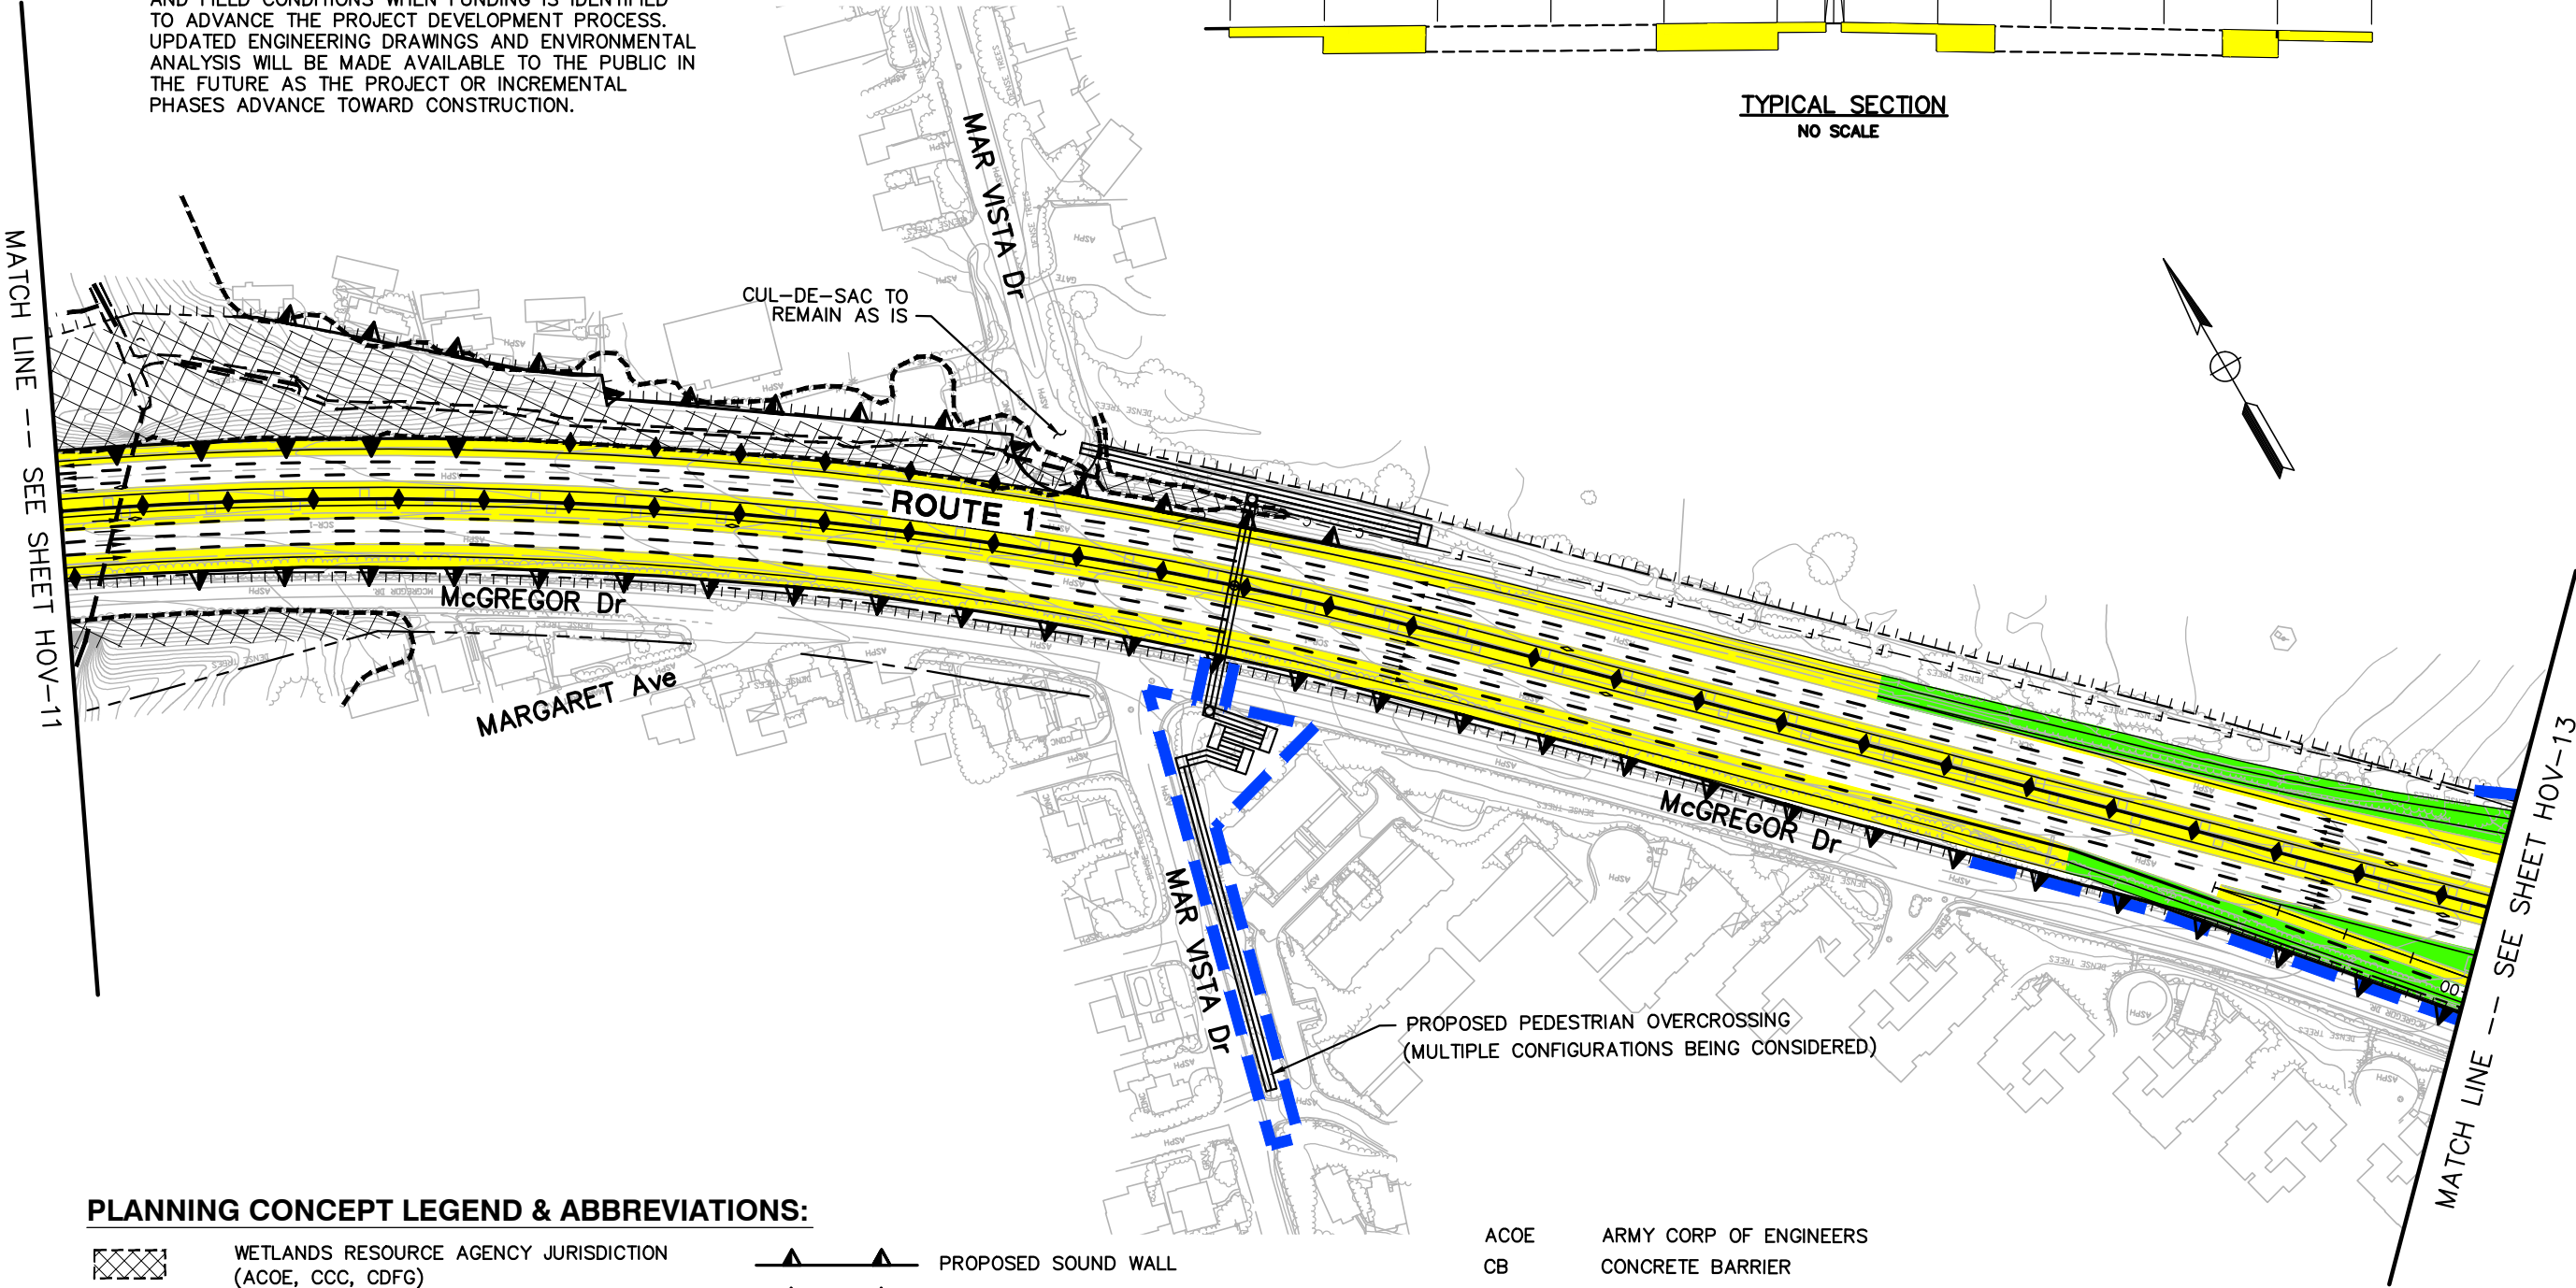 TO ADVANCE THE PROJECT DEVELOPMENT PROCESS.
UPDATED ENGINEERING DRAWINGS AND ENVIRONMENTAL
ANALYSIS WILL BE MADE AVAILABLE TO THE PUBLIC IN
THE FUTURE AS THE PROJECT OR INCREMENTAL
PHASES ADVANCE TOWARD CONSTRUCTION.
TYPICAL SECTION
NO SCALE
MATCH LINE -- SEE SHEET HOV-11
MAR VISTA Dr
CUL-DE-SAC TO
REMAIN AS IS
ROUTE 1
McGREGOR Dr
MARGARET Ave
McGREGOR Dr
MAR VISTA Dr
PROPOSED PEDESTRIAN OVERCROSSING
(MULTIPLE CONFIGURATIONS BEING CONSIDERED)
MATCH LINE -- SEE SHEET HOV-13
PLANNING CONCEPT LEGEND & ABBREVIATIONS:
WETLANDS RESOURCE AGENCY JURISDICTION
(ACOE, CCC, CDFG)
PROPOSED SOUND WALL
ACOE ARMY CORP OF ENGINEERS
CB CONCRETE BARRIER